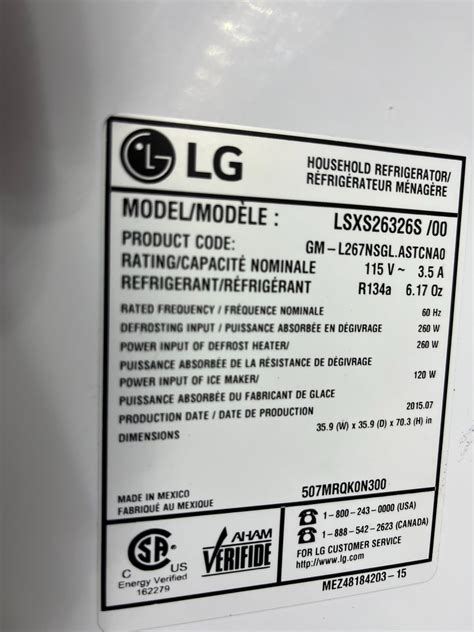 LG
HOUSEHOLD REFRIGERATOR/
RÉFRIGÉRATEUR MÉNAGÈRE
MODEL/MODÈLE : LSXS26326S /00
PRODUCT CODE: GM-L267NSGL.ASTCNA0
RATING/CAPACITÉ NOMINALE 115 V~ 3.5 A
REFRIGERANT/RÉFRIGÉRANT R134a 6.17 Oz
RATED FREQUENCY / FRÉQUENCE NOMINALE 60 Hz
DEFROSTING INPUT / PUISSANCE ABSORBÉE EN DÉGIVRAGE 260 W
POWER INPUT OF DEFROST HEATER/ 260 W
PUISSANCE ABSORBÉE DE LA RÉSISTANCE DE DÉGIVRAGE
POWER INPUT OF ICE MAKER/ 120 W
PUISSANCE ABSORBÉE DU FABRICANT DE GLACE
PRODUCTION DATE / DATE DE PRODUCTION 2015.07
DIMENSIONS 35.9 (W) x 35.9 (D) x 70.3 (H) in
MADE IN MEXICO
FABRIQUÉ AU MEXIQUE
507MRQK0N300
1-800-243-0000 (USA)
1-888-542-2623 (CANADA)
FOR LG CUSTOMER SERVICE
http://www.lg.com
SA
C US
Energy Verified
162279
AHAM
VERIFIDE
MEZ48184203-15